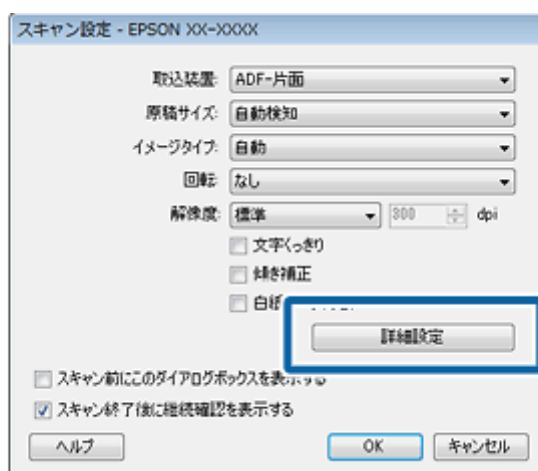 スキャン設定 - EPSON XX-XXXX
取込装置: ADF-片面
原稿サイズ: 自動検知
イメージタイプ: 自動
回転: なし
解像度: 標準 300 dpi
文字くっきり
傾き補正
白紙
詳細設定
スキャン前にこのダイアログボックスを表示する
スキャン終了後に継続確認を表示する
ヘルプ OK キャンセル